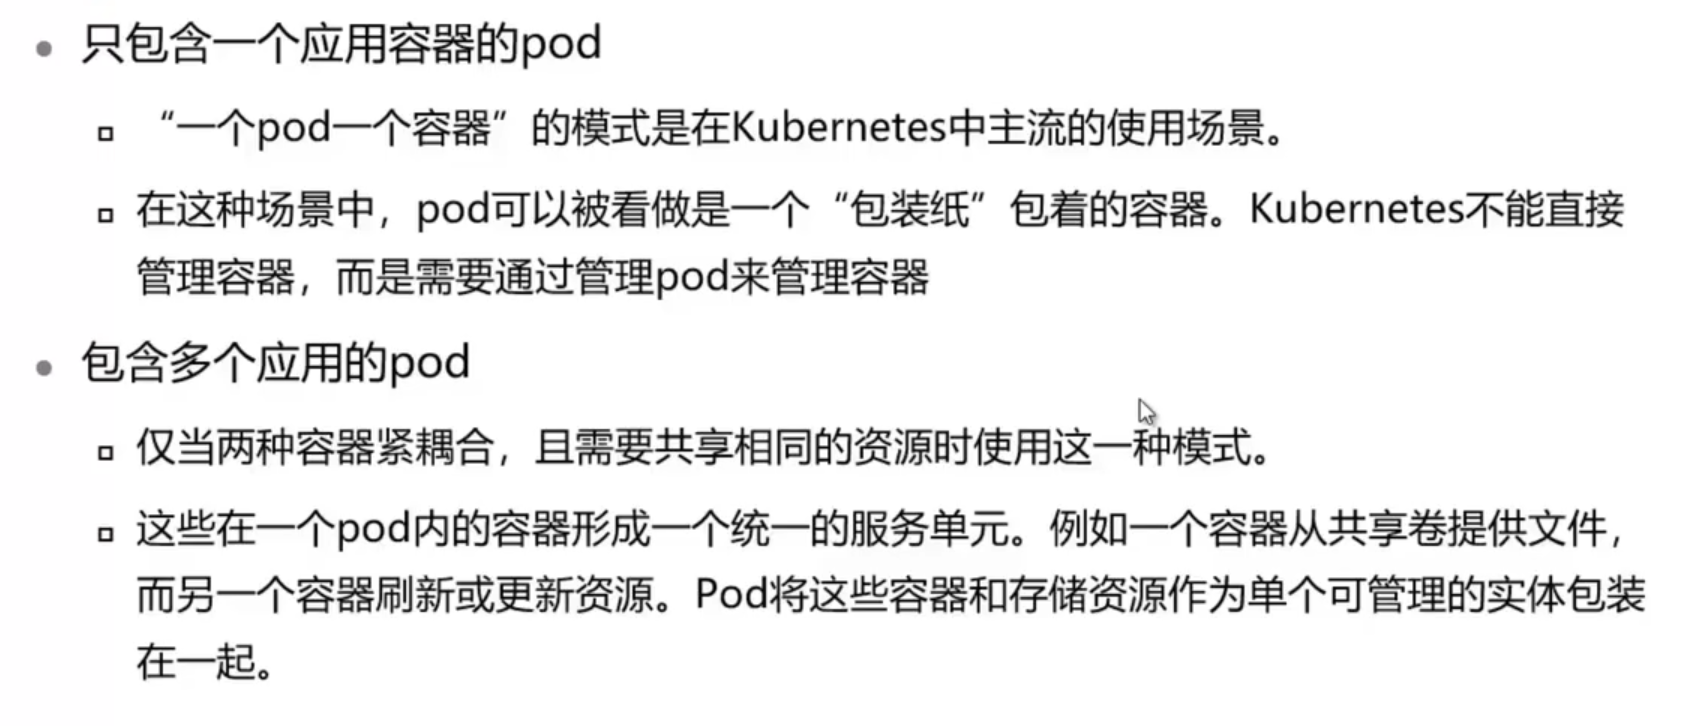 只包含一个应用容器的pod
“一个pod一个容器”的模式是在Kubernetes中主流的使用场景。
在这种场景中，pod可以被看做是一个“包装纸”包着的容器。Kubernetes不能直接
管理容器，而是需要通过管理pod来管理容器
包含多个应用的pod
仅当两种容器紧耦合，且需要共享相同的资源时使用这一种模式。
这些在一个pod内的容器形成一个统一的服务单元。例如一个容器从共享卷提供文件，
而另一个容器刷新或更新资源。Pod将这些容器和存储资源作为单个可管理的实体包装
在一起。